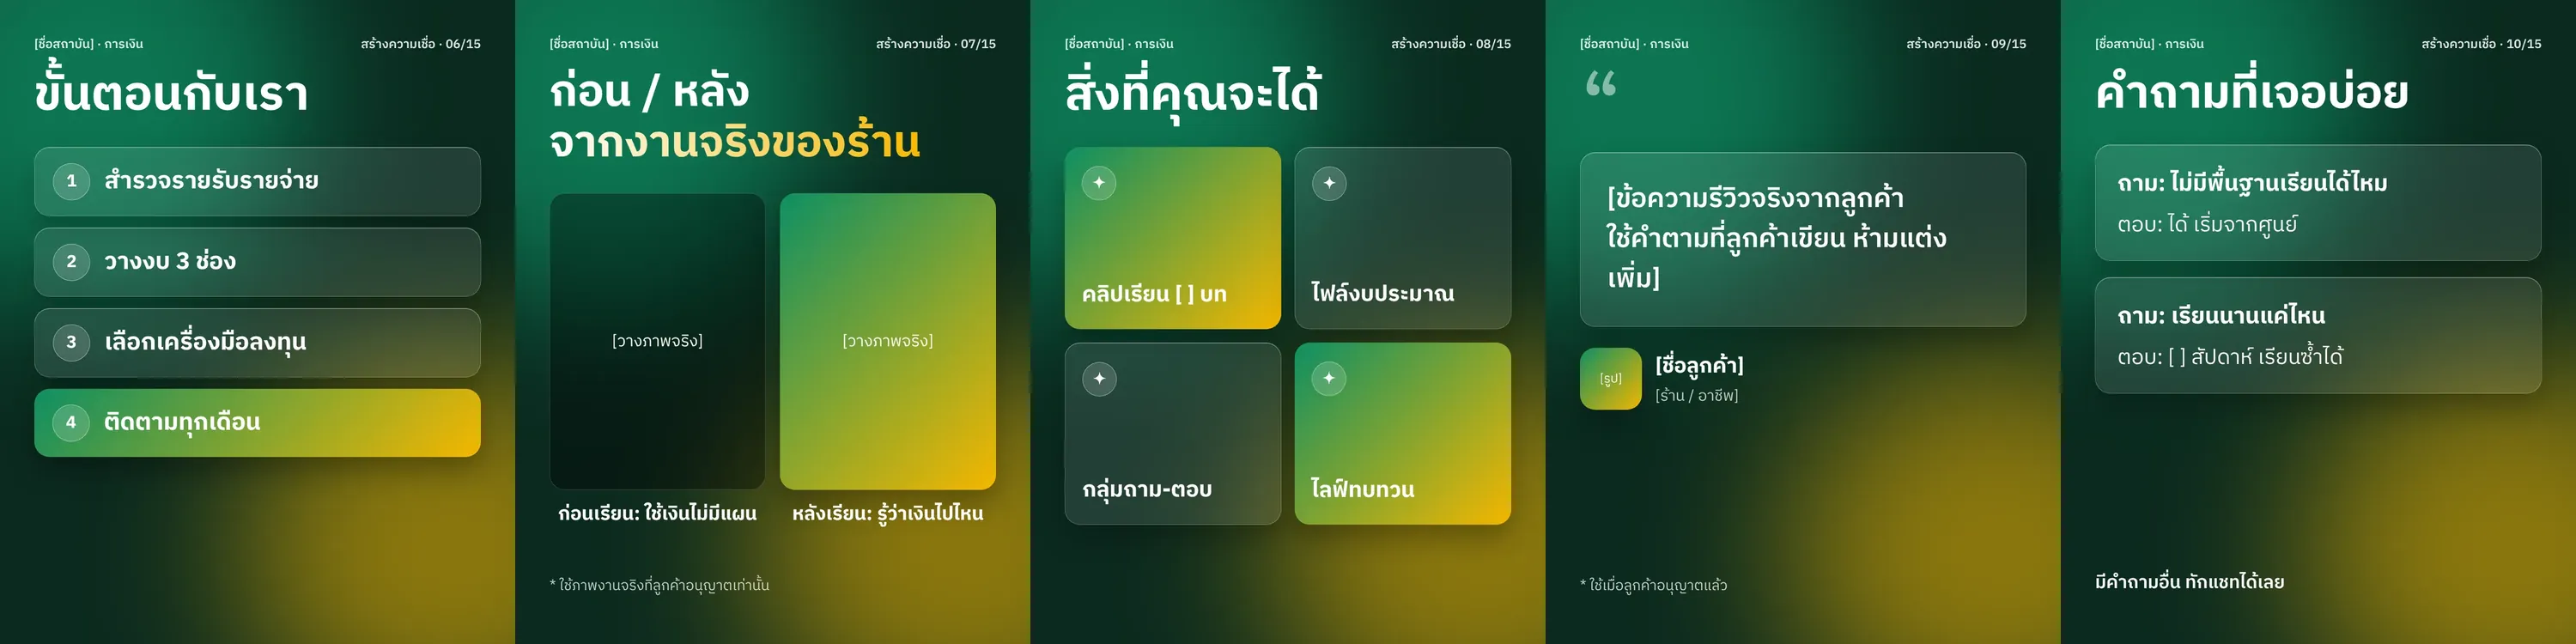 [ชื่อสถาบัน] · การเงิน
สร้างความเชื่อ · 06/15
ขั้นตอนกับเรา
1 สำรวจรายรับรายจ่าย
2 วางงบ 3 ช่อง
3 เลือกเครื่องมือลงทุน
4 ติดตามทุกเดือน
[ชื่อสถาบัน] · การเงิน
สร้างความเชื่อ · 07/15
ก่อน / หลัง
จากงานจริงของร้าน
[วางภาพจริง]
[วางภาพจริง]
ก่อนเรียน: ใช้เงินไม่มีแผน
หลังเรียน: รู้ว่าเงินไปไหน
* ใช้ภาพงานจริงที่ลูกค้าอนุญาตเท่านั้น
[ชื่อสถาบัน] · การเงิน
สร้างความเชื่อ · 08/15
สิ่งที่คุณจะได้
คลิปเรียน [ ] บท
ไฟล์งบประมาณ
กลุ่มถาม-ตอบ
ไลฟ์ทบทวน
[ชื่อสถาบัน] · การเงิน
สร้างความเชื่อ · 09/15
“
[ข้อความรีวิวจริงจากลูกค้า
ใช้คำตามที่ลูกค้าเขียน ห้ามแต่ง
เพิ่ม]
[รูป]
[ชื่อลูกค้า]
[ร้าน / อาชีพ]
* ใช้เมื่อลูกค้าอนุญาตแล้ว
[ชื่อสถาบัน] · การเงิน
สร้างความเชื่อ · 10/15
คำถามที่เจอบ่อย
ถาม: ไม่มีพื้นฐานเรียนได้ไหม
ตอบ: ได้ เริ่มจากศูนย์
ถาม: เรียนนานแค่ไหน
ตอบ: [ ] สัปดาห์ เรียนซ้ำได้
มีคำถามอื่น ทักแชทได้เลย